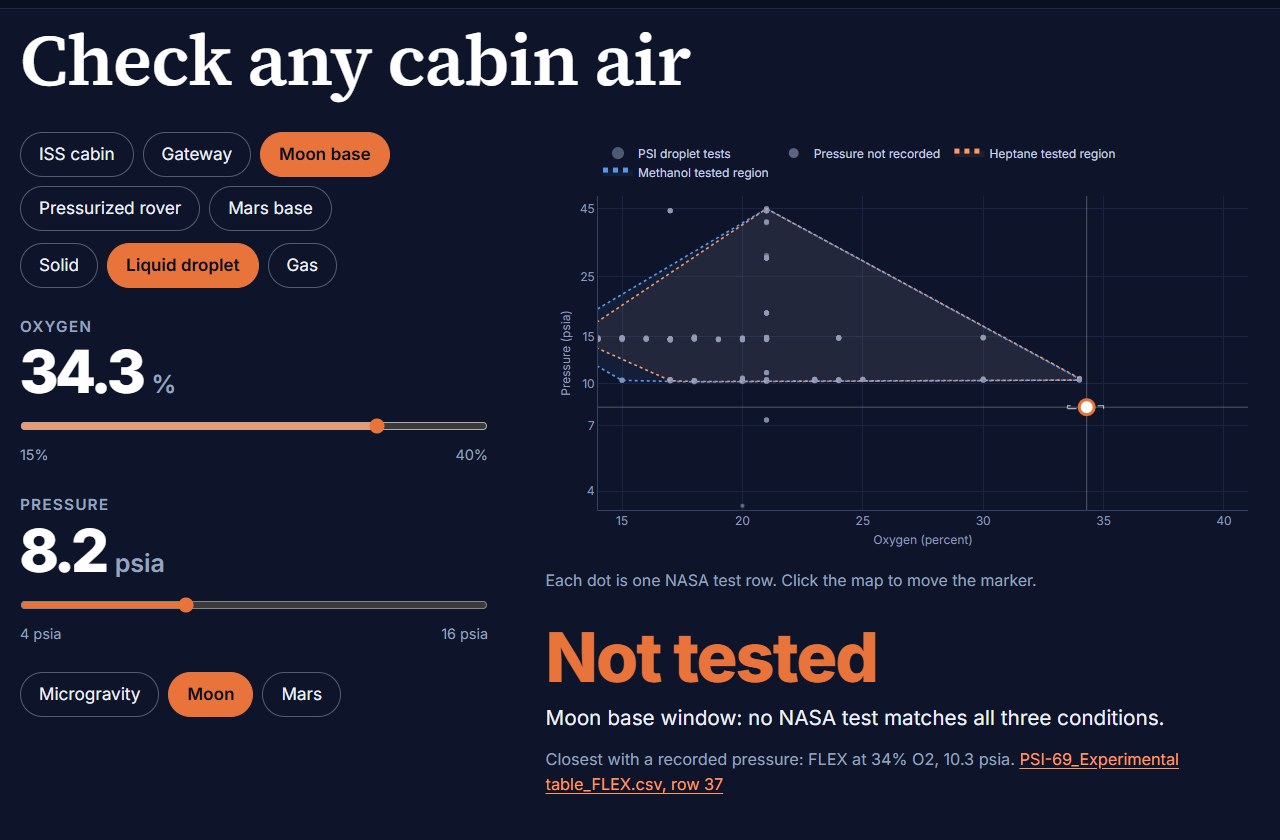 Check any cabin air
ISS cabin
Gateway
Moon base
Pressurized rover
Mars base
Solid
Liquid droplet
Gas
OXYGEN
34.3 %
15%
40%
PRESSURE
8.2 psia
4 psia
16 psia
Microgravity
Moon
Mars
PSI droplet tests
Pressure not recorded
Heptane tested region
Methanol tested region
Pressure (psia)
45
25
15
10
7
4
15
20
25
30
35
40
Oxygen (percent)
Each dot is one NASA test row. Click the map to move the marker.
Not tested
Moon base window: no NASA test matches all three conditions.
Closest with a recorded pressure: FLEX at 34% O2, 10.3 psia. PSI-69_Experimental
table_FLEX.csv, row 37